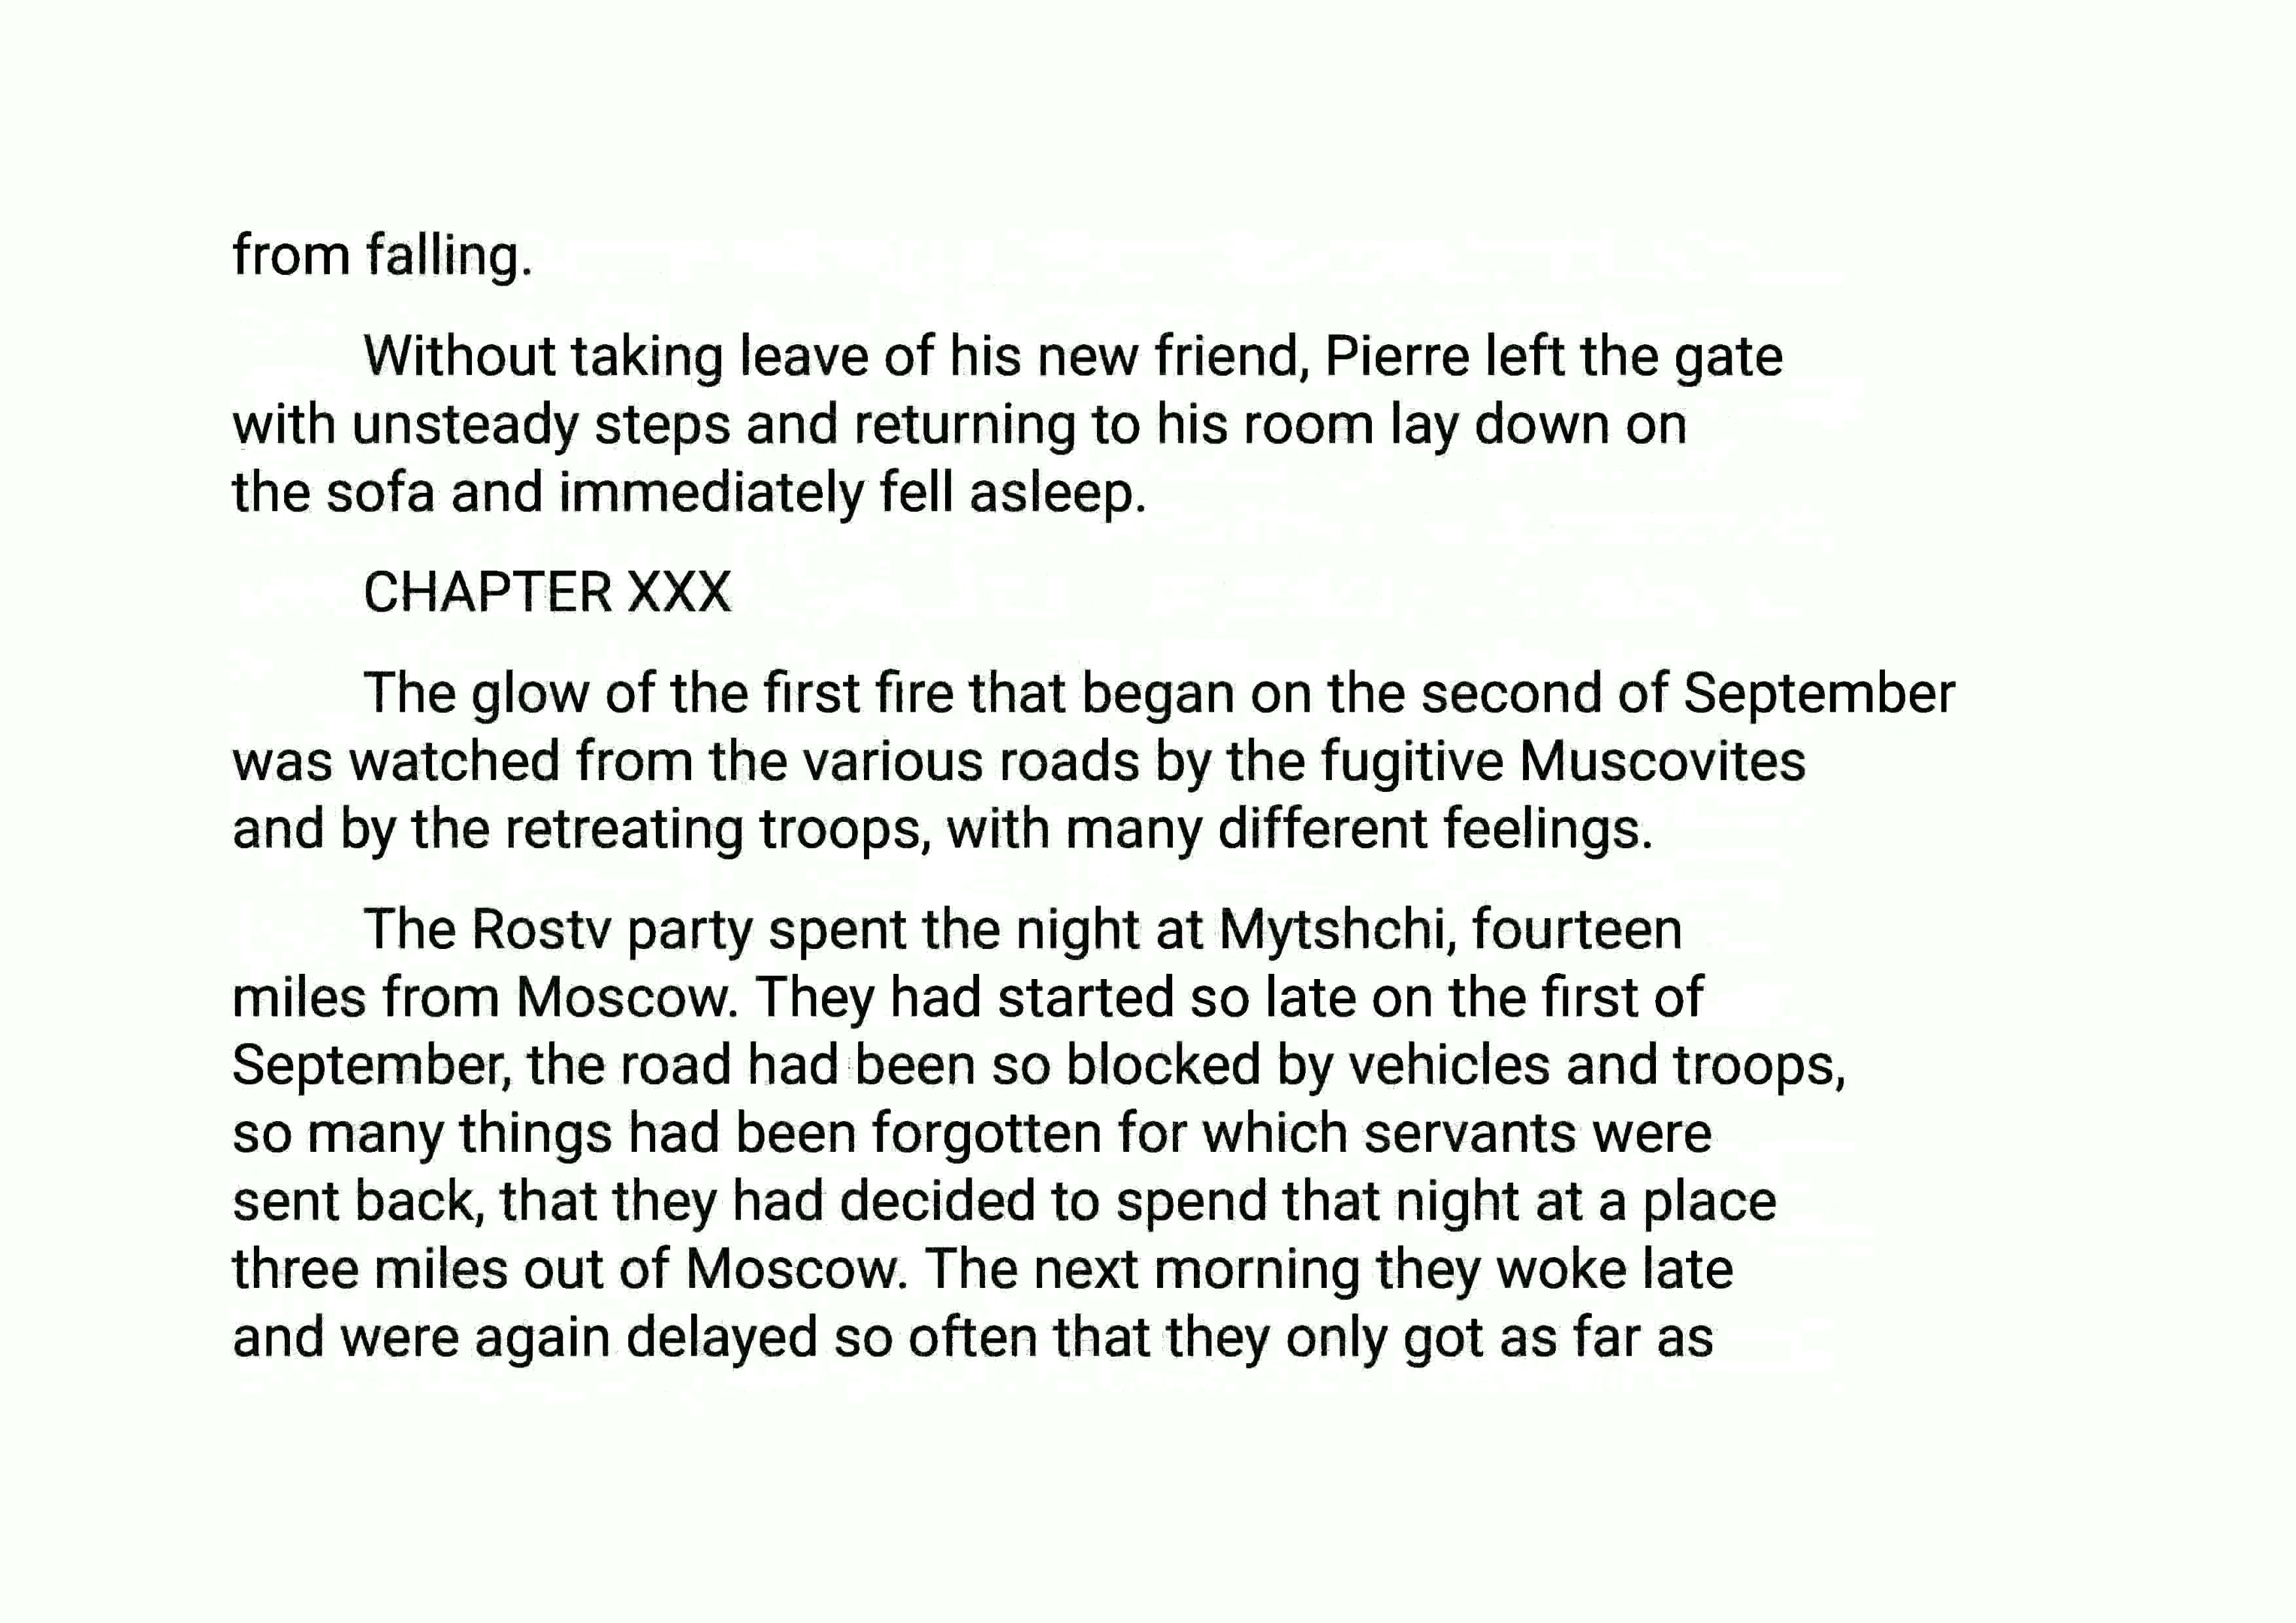 from falling.
Without taking leave of his new friend, Pierre left the gate
with unsteady steps and returning to his room lay down on
the sofa and immediately fell asleep.
CHAPTER XXX
The glow of the first fire that began on the second of September
was watched from the various roads by the fugitive Muscovites
and by the retreating troops, with many different feelings.
The Rostv party spent the night at Mytshchi, fourteen
miles from Moscow. They had started so late on the first of
September, the road had been so blocked by vehicles and troops,
so many things had been forgotten for which servants were
sent back, that they had decided to spend that night at a place
three miles out of Moscow. The next morning they woke late
and were again delayed so often that they only got as far as